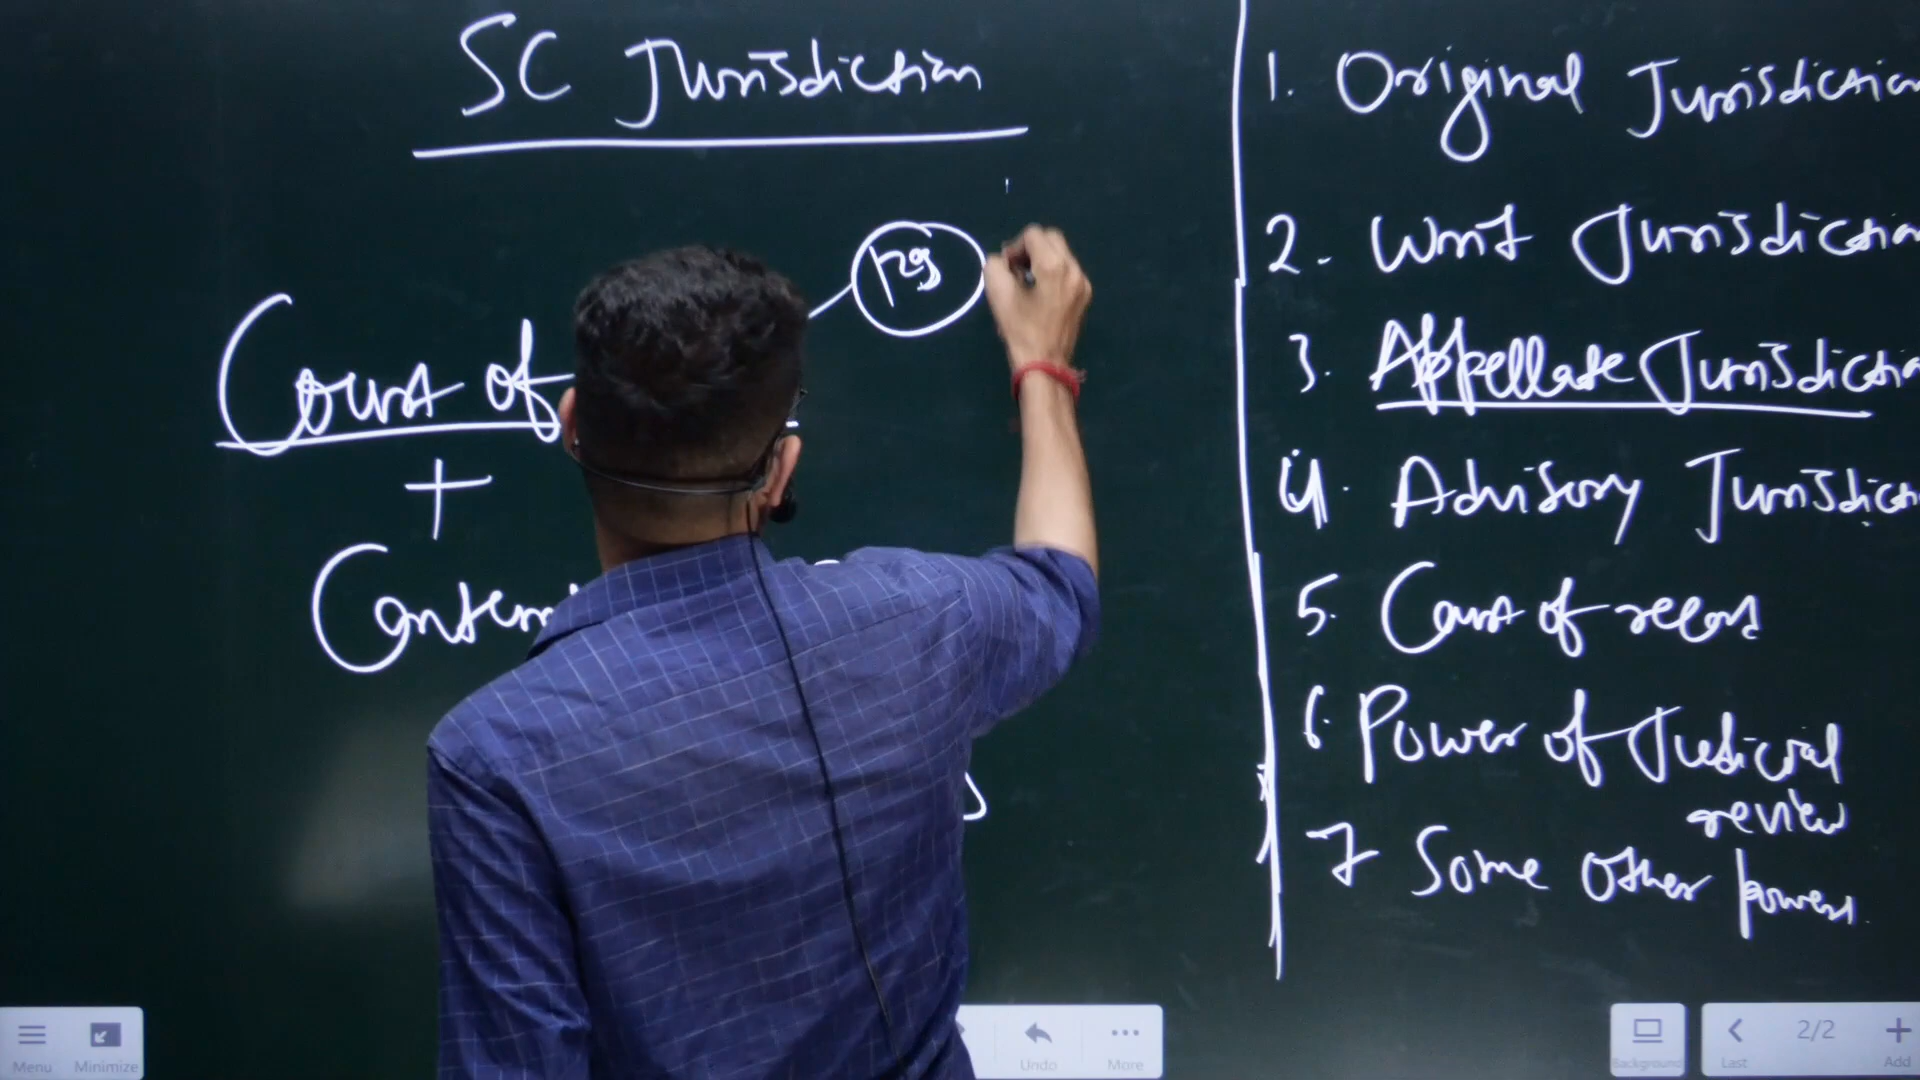 SC Jurisdiction
129
Court of
+
1. Original Jurisdiction
2. Writ Jurisdiction
3. Appellate Jurisdiction
4. Advisory Jurisdiction
5. Court of record
6. Power of Judicial
review
7 Some other powers.
Menu
Minimize
Undo
More
Background
Last
2/2
Add